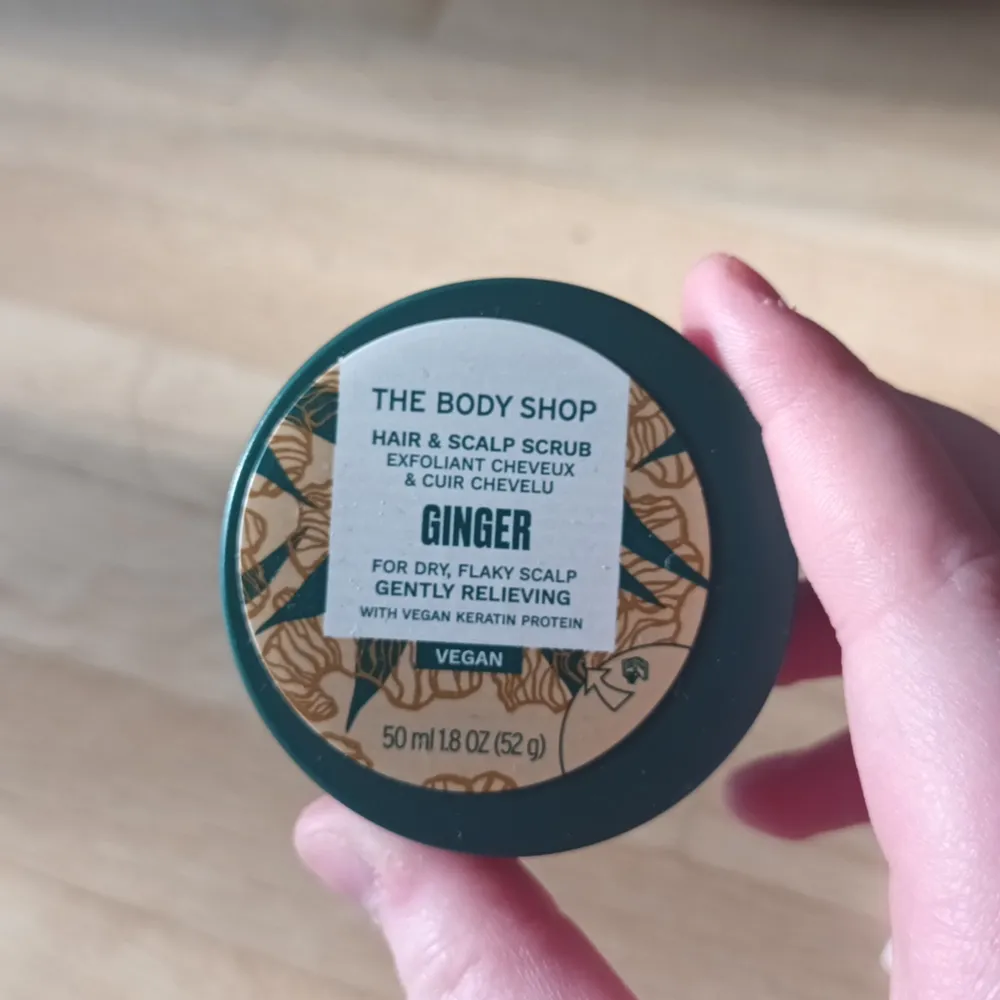 THE BODY SHOP
HAIR & SCALP SCRUB
EXFOLIANT CHEVEUX
& CUIR CHEVELU
GINGER
FOR DRY, FLAKY SCALP
GENTLY RELIEVING
WITH VEGAN KERATIN PROTEIN
VEGAN
50 ml 1.8 OZ (52 g)